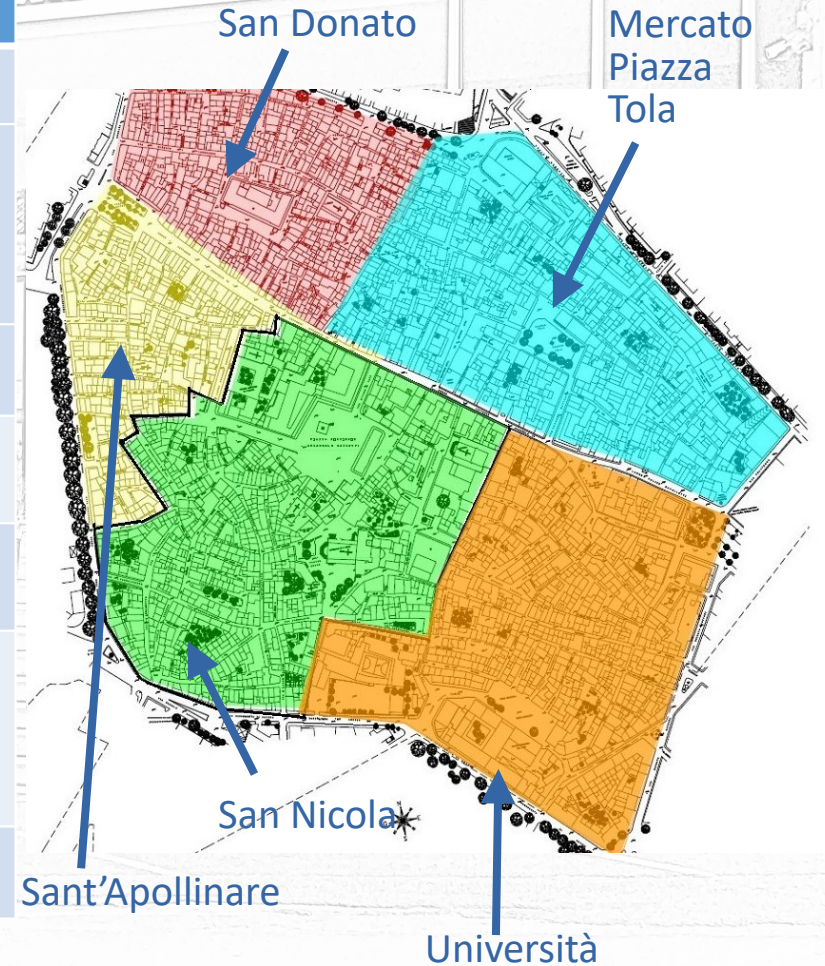 San Donato
Mercato
Piazza
Tola
San Nicola
Sant’Apollinare
Università